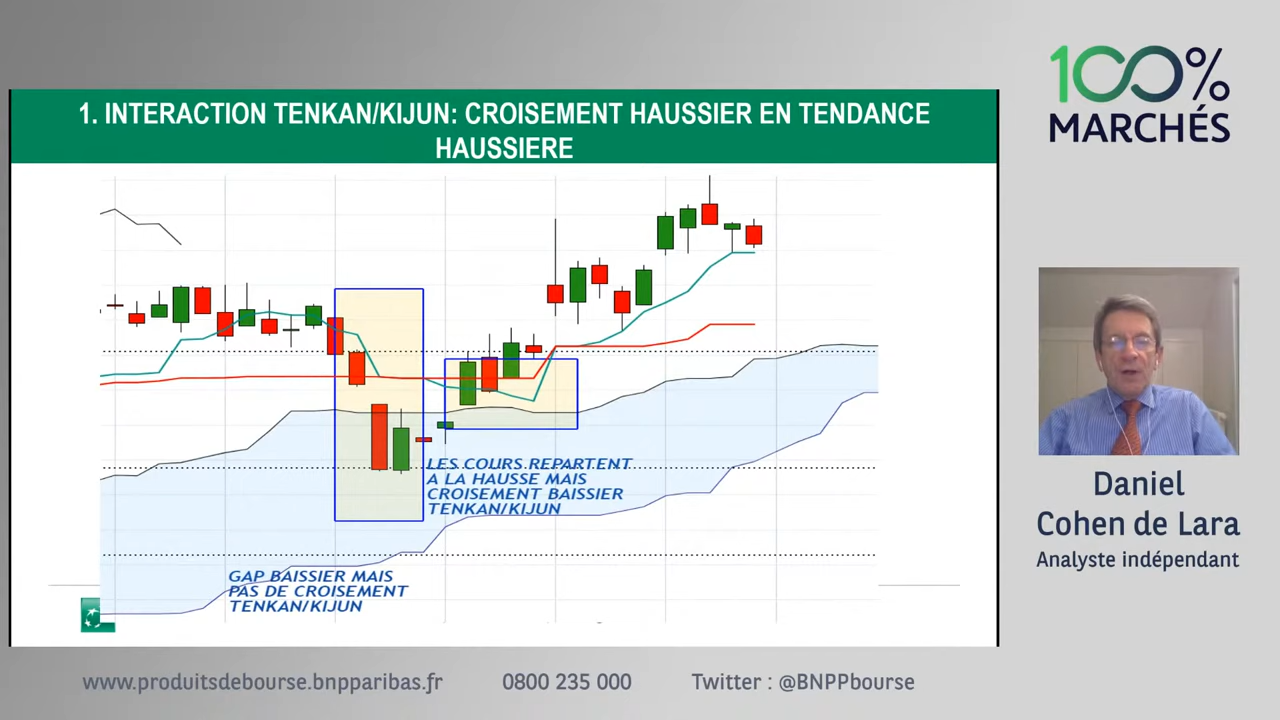 1. INTERACTION TENKAN/KIJUN: CROISEMENT HAUSSIER EN TENDANCE
HAUSSIERE
LES COURS REPARTENT
A LA HAUSSE MAIS
CROISEMENT BAISSIER
TENKAN/KIJUN
GAP BAISSIER MAIS
PAS DE CROISEMENT
TENKAN/KIJUN
100%
MARCHÉS
Daniel
Cohen de Lara
Analyste indépendant
www.produitsdebourse.bnpparibas.fr 0800 235 000 Twitter : @BNPPbourse